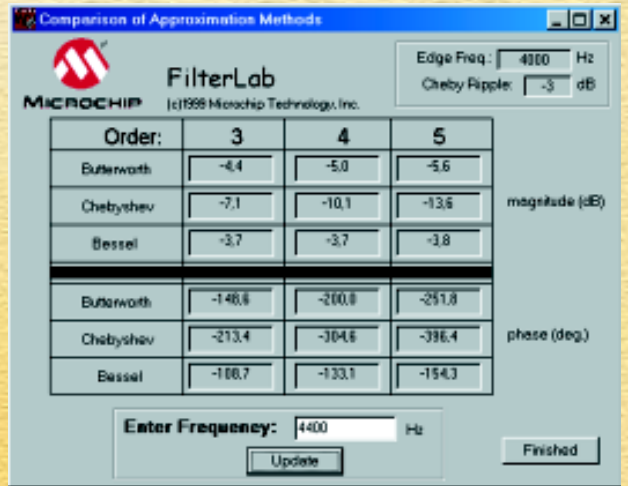 Comparison of Approximation Methods
MICROCHIP
FilterLab
(c)1999 Microchip Technology, Inc.
Edge Freq.: 4000 Hz
Cheby Ripple: -3 dB
Order: 3 4 5
Butterworth -4,4 -5,0 -5,6
Chebyshev -7,1 -10,1 -13,6 magnitude (dB)
Bessel -3,7 -3,7 -3,8
Butterworth -148,6 -200,0 -251,8
Chebyshev -213,4 -304,6 -396,4 phase (deg.)
Bessel -108,7 -133,1 -154,3
Enter Frequency: 4400 Hz
Update
Finished